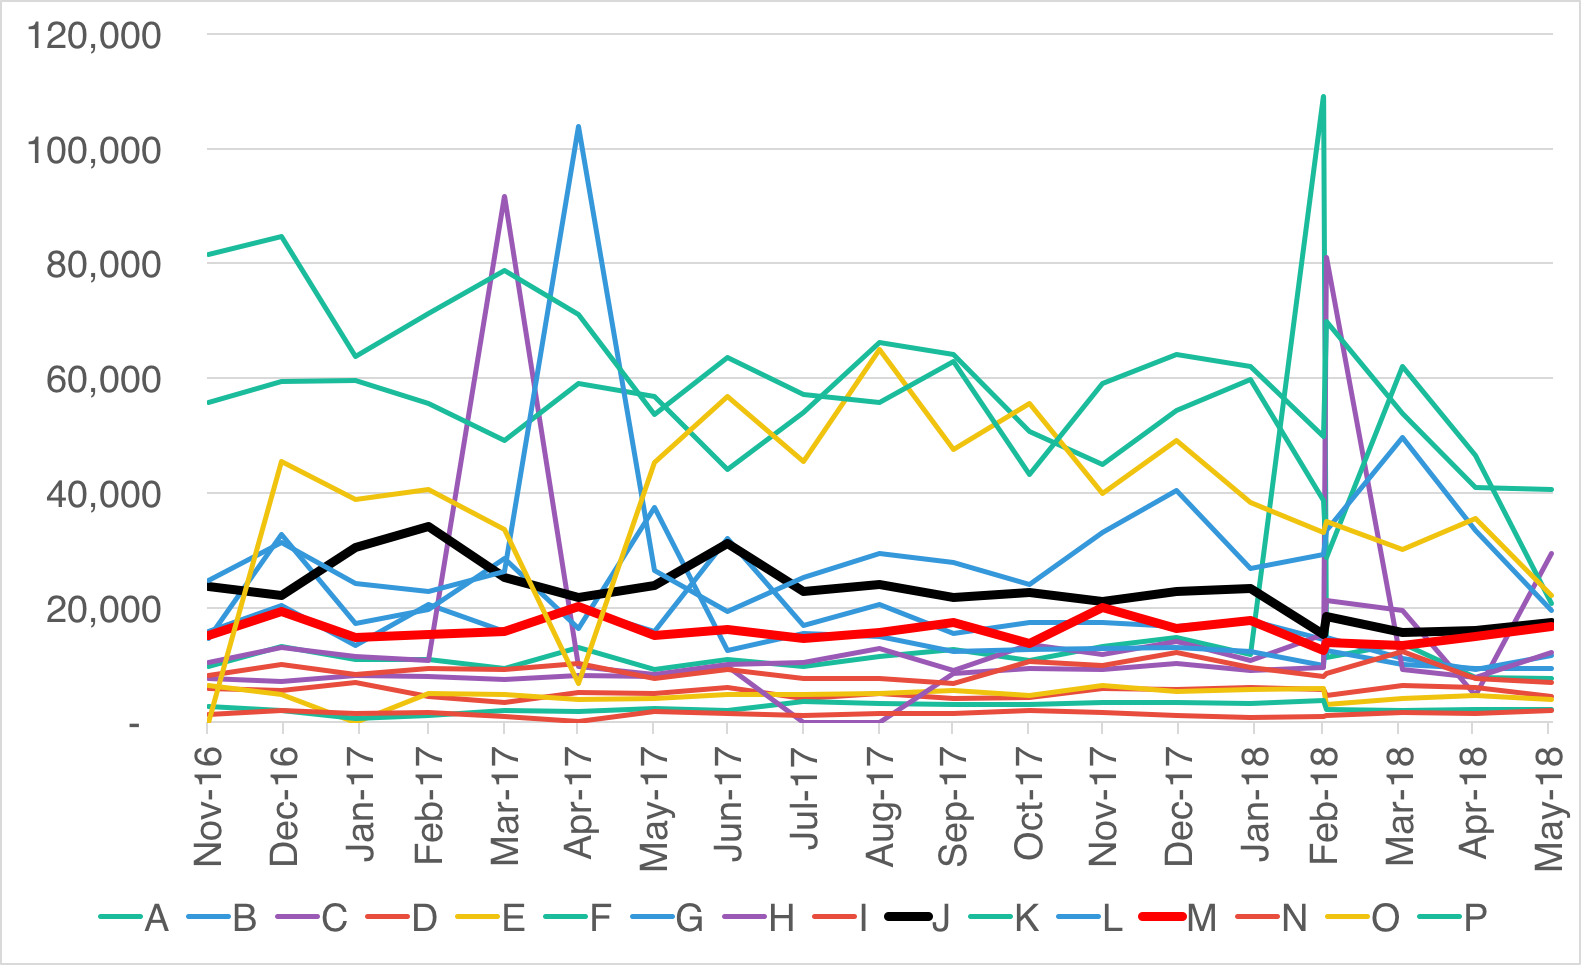 120,000
100,000
80,000
60,000
40,000
20,000
-
Nov-16
Dec-16
Jan-17
Feb-17
Mar-17
Apr-17
May-17
Jun-17
Jul-17
Aug-17
Sep-17
Oct-17
Nov-17
Dec-17
Jan-18
Feb-18
Mar-18
Apr-18
May-18
A B C D E F G H I J K L M N O P